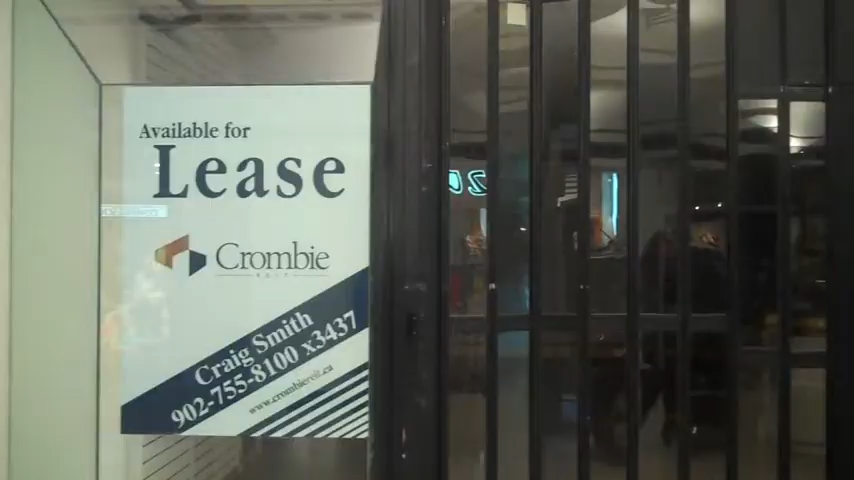 Available for
Lease
Crombie
REIT
Craig Smith
902-755-8100 x3437
www.crombiereit.ca